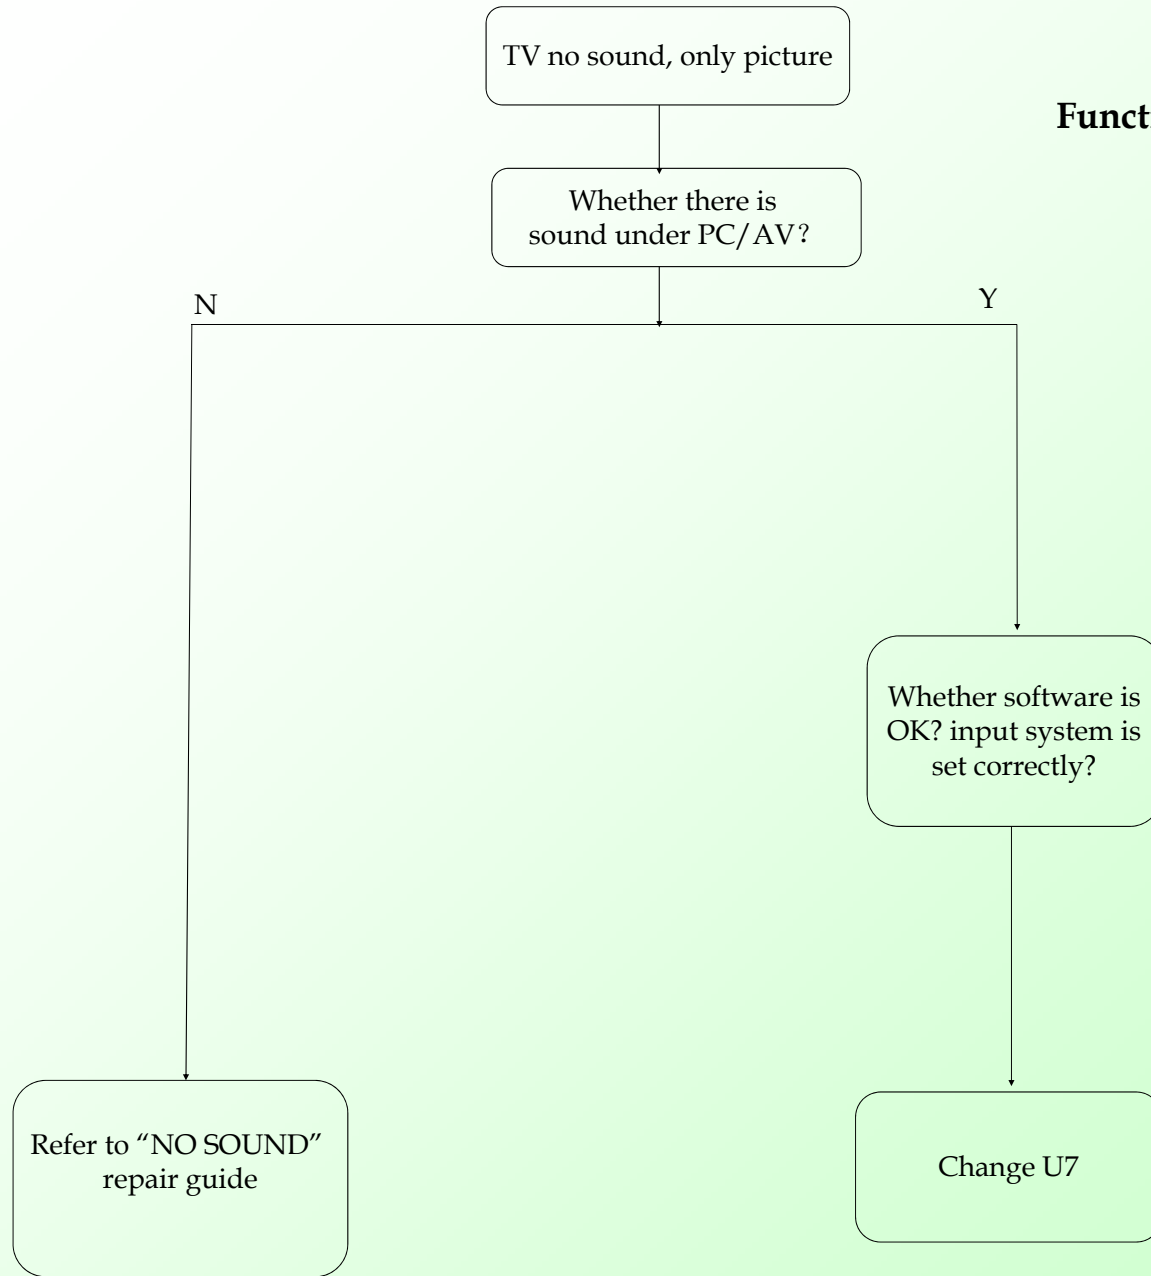 TV no sound, only picture
Funct
Whether there is
sound under PC/AV?
N
Y
Whether software is
OK? input system is
set correctly?
Refer to “NO SOUND”
repair guide
Change U7